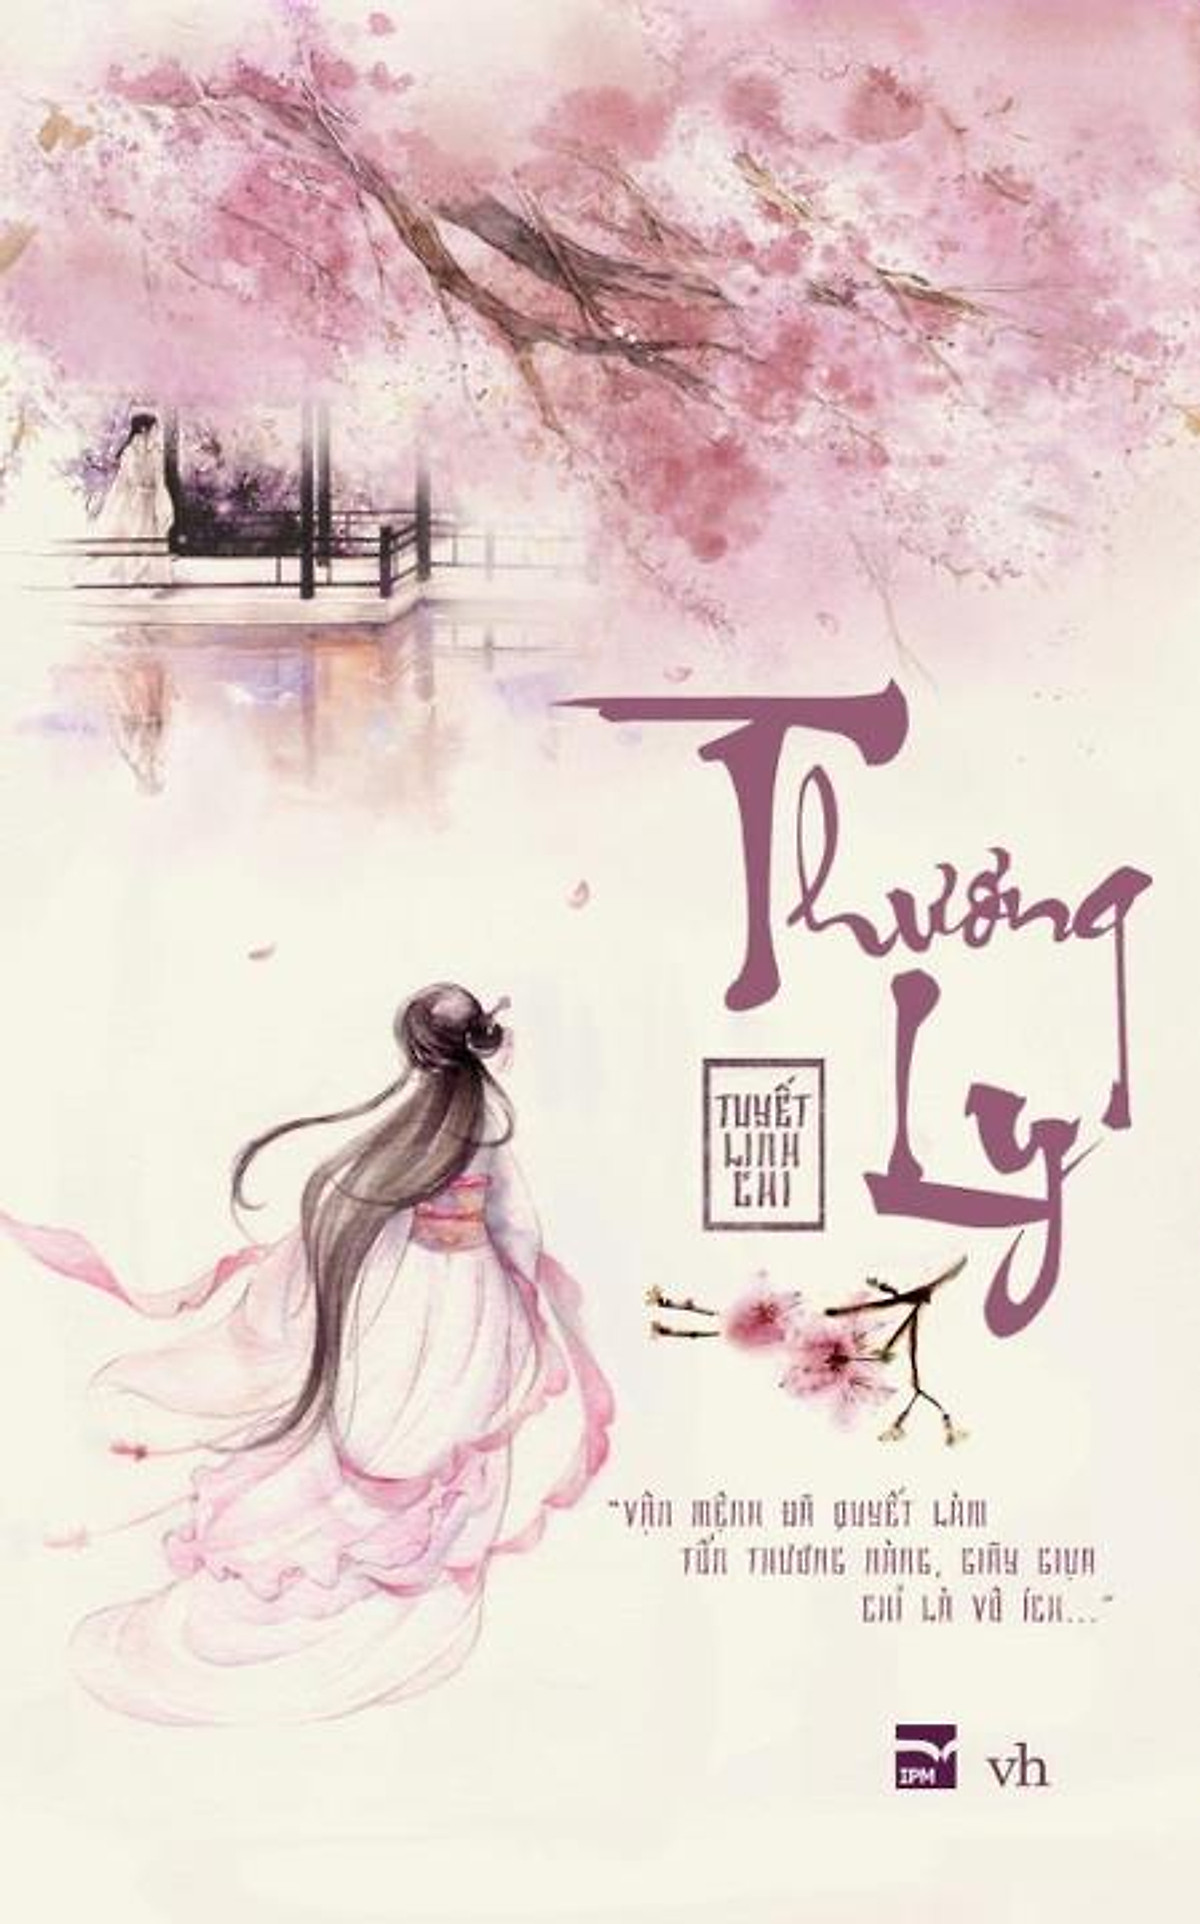 Thương
Ly
TUYẾT
LINH
CHI
"VẬN MỆNH ĐÃ QUYẾT LÀM
TỔN THƯƠNG NÀNG, GIÃY GIỤA
CHỈ LÀ VÔ ÍCH..."
IPM vh